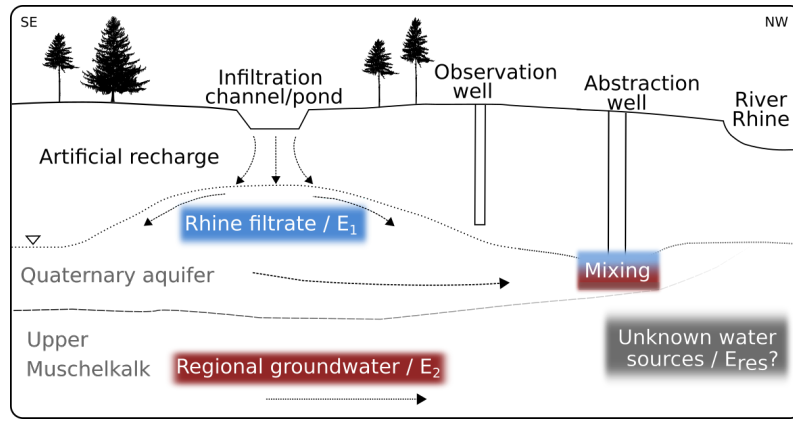 SE
NW
Infiltration
channel/pond
Observation
well
Abstraction
well
River
Rhine
Artificial recharge
Rhine filtrate / E₁
Mixing
Quaternary aquifer
Upper
Muschelkalk
Regional groundwater / E₂
Unknown water
sources / Eres?